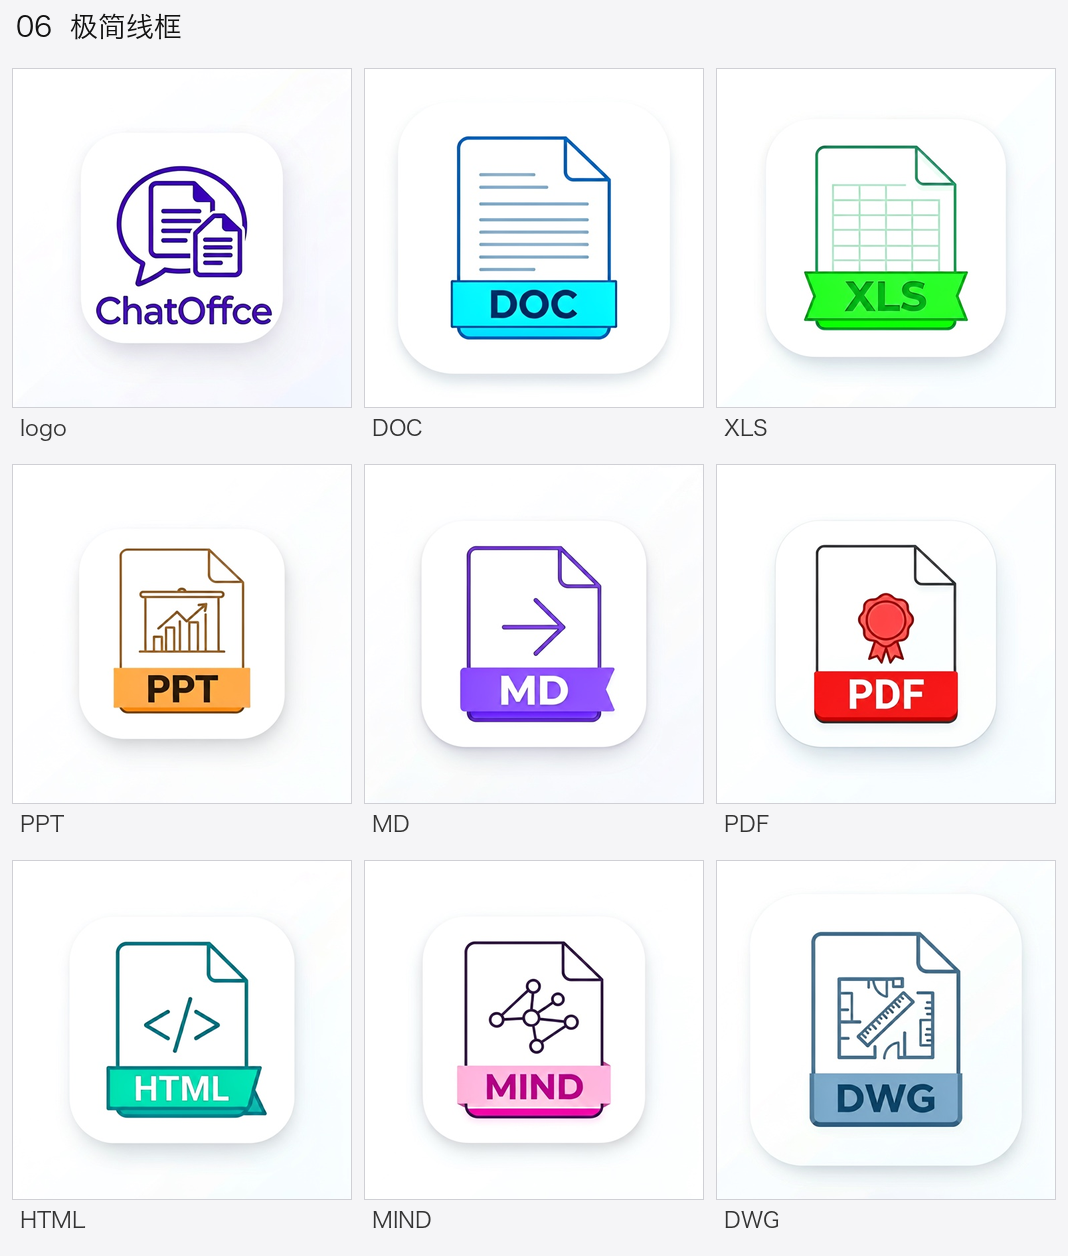 06 极简线框
ChatOffce
logo
DOC
DOC
XLS
XLS
PPT
PPT
MD
MD
PDF
PDF
HTML
HTML
MIND
MIND
DWG
DWG